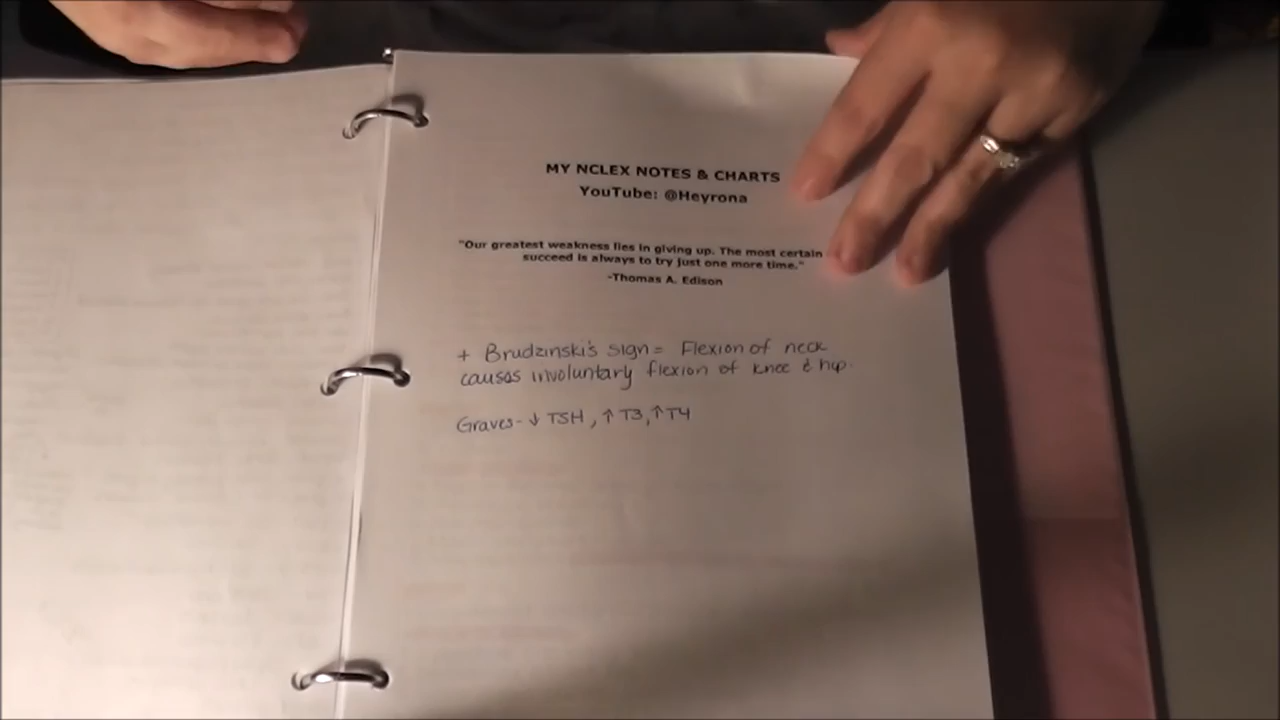 MY NCLEX NOTES & CHARTS
YouTube: @Heyrona
"Our greatest weakness lies in giving up. The most certain
succeed is always to try just one more time."
-Thomas A. Edison
+ Brudzinski's sign = Flexion of neck
causes involuntary flexion of knee & hip.
Graves- ↓ TSH, ↑ T3, ↑ T4